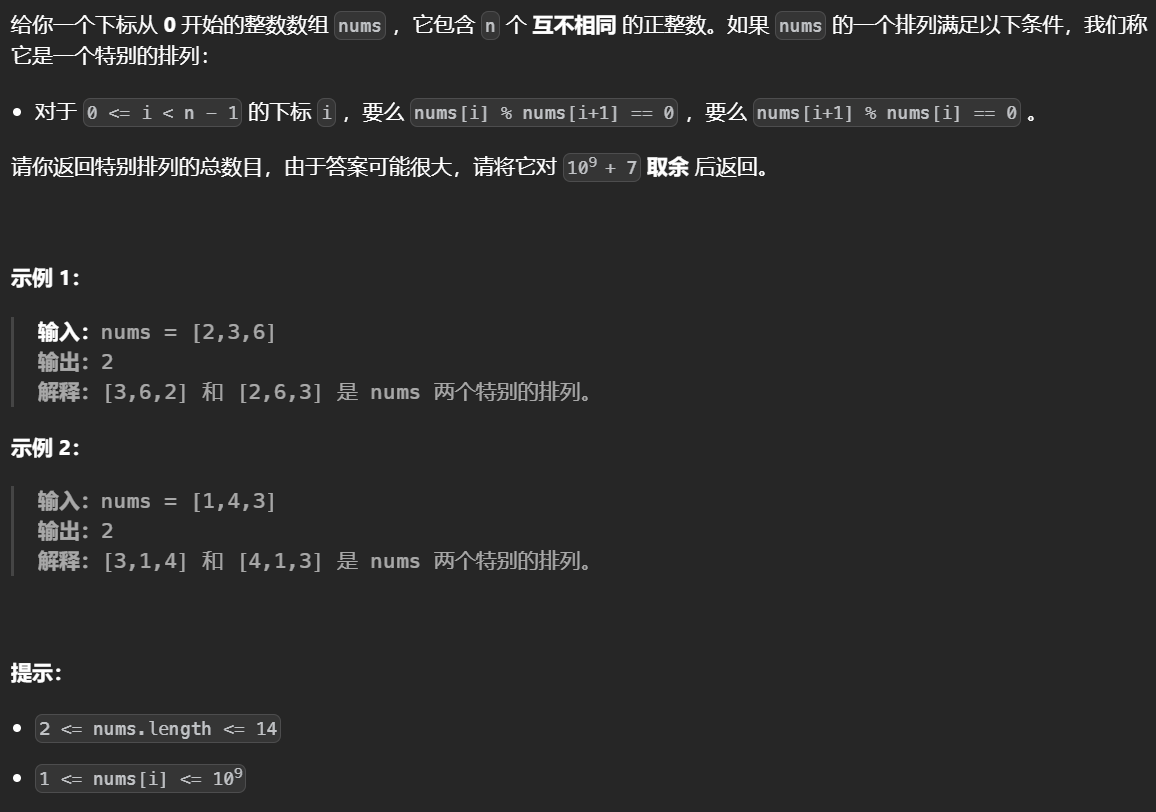 给你一个下标从 0 开始的整数数组 nums ，它包含 n 个 互不相同 的正整数。如果 nums 的一个排列满足以下条件，我们称
它是一个特别的排列：
• 对于 0 <= i < n - 1 的下标 i ，要么 nums[i] % nums[i+1] == 0 ，要么 nums[i+1] % nums[i] == 0 。
请你返回特别排列的总数目，由于答案可能很大，请将它对 10⁹ + 7 取余 后返回。
示例 1：
输入：nums = [2,3,6]
输出：2
解释：[3,6,2] 和 [2,6,3] 是 nums 两个特别的排列。
示例 2：
输入：nums = [1,4,3]
输出：2
解释：[3,1,4] 和 [4,1,3] 是 nums 两个特别的排列。
提示：
• 2 <= nums.length <= 14
• 1 <= nums[i] <= 10⁹